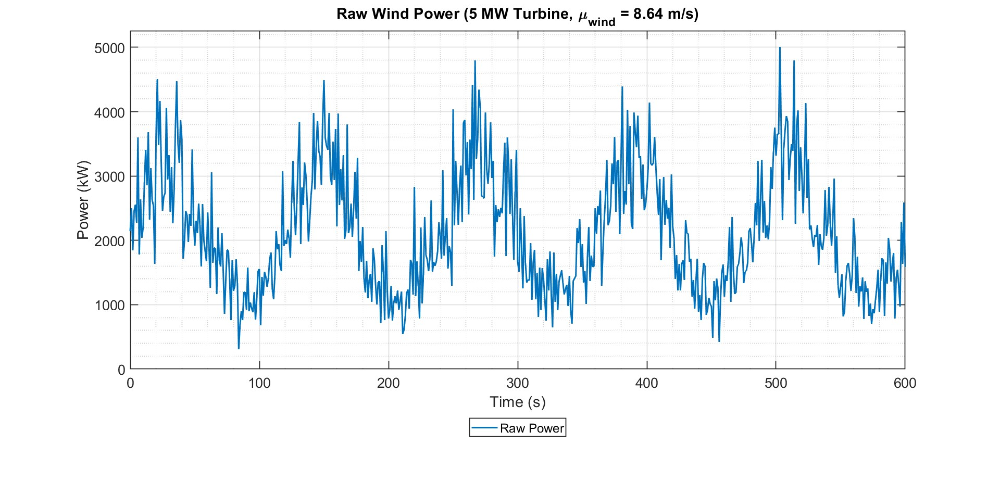 Raw Wind Power (5 MW Turbine, μwind = 8.64 m/s)
5000
4000
3000
2000
1000
0
Power (kW)
0 100 200 300 400 500 600
Time (s)
Raw Power